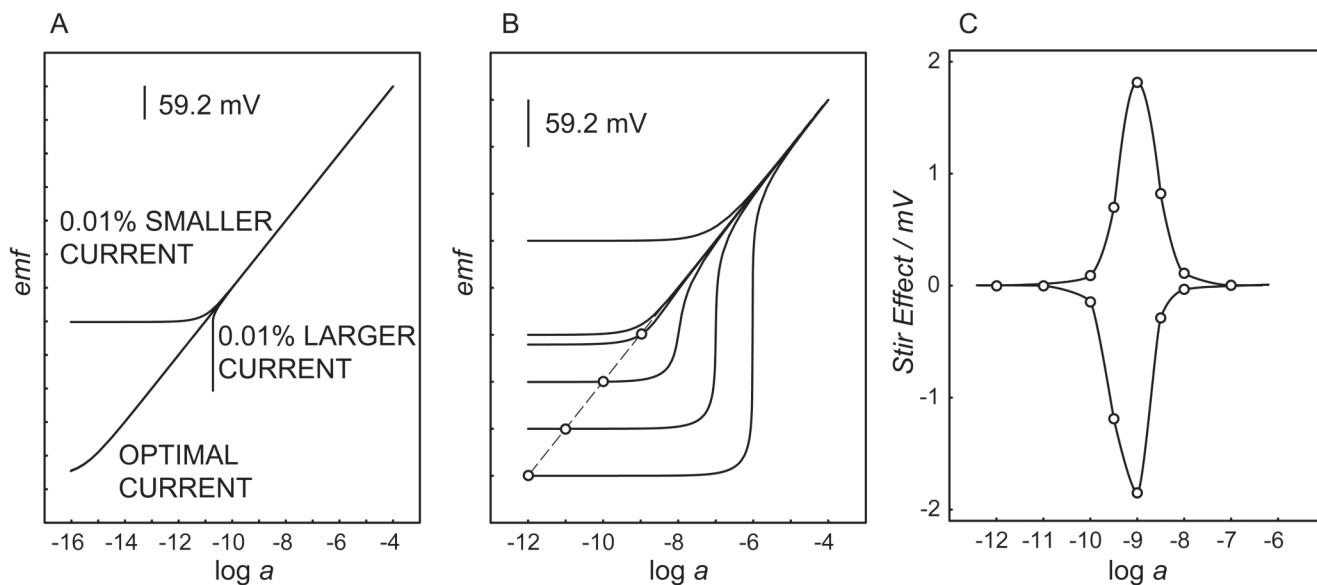 A
59.2 mV
0.01% SMALLER
CURRENT
0.01% LARGER
CURRENT
OPTIMAL
CURRENT
emf
-16 -14 -12 -10 -8 -6 -4
log a
B
59.2 mV
emf
-12 -10 -8 -6 -4
log a
C
2
1
0
-1
-2
Stir Effect / mV
-12 -11 -10 -9 -8 -7 -6
log a